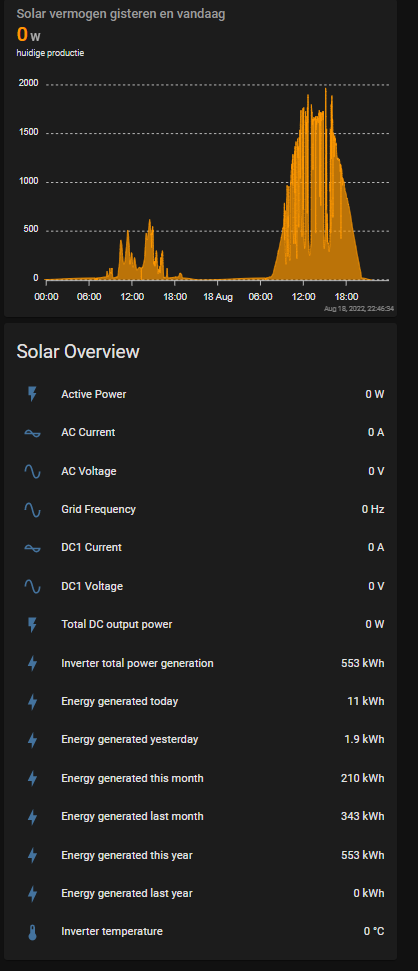 Solar vermogen gisteren en vandaag
0 W
huidige productie
2000
1500
1000
500
0
00:00 06:00 12:00 18:00 18 Aug 06:00 12:00 18:00
Aug 18, 2022, 22:46:54
Solar Overview
Active Power 0 W
AC Current 0 A
AC Voltage 0 V
Grid Frequency 0 Hz
DC1 Current 0 A
DC1 Voltage 0 V
Total DC output power 0 W
Inverter total power generation 553 kWh
Energy generated today 11 kWh
Energy generated yesterday 1.9 kWh
Energy generated this month 210 kWh
Energy generated last month 343 kWh
Energy generated this year 553 kWh
Energy generated last year 0 kWh
Inverter temperature 0 °C